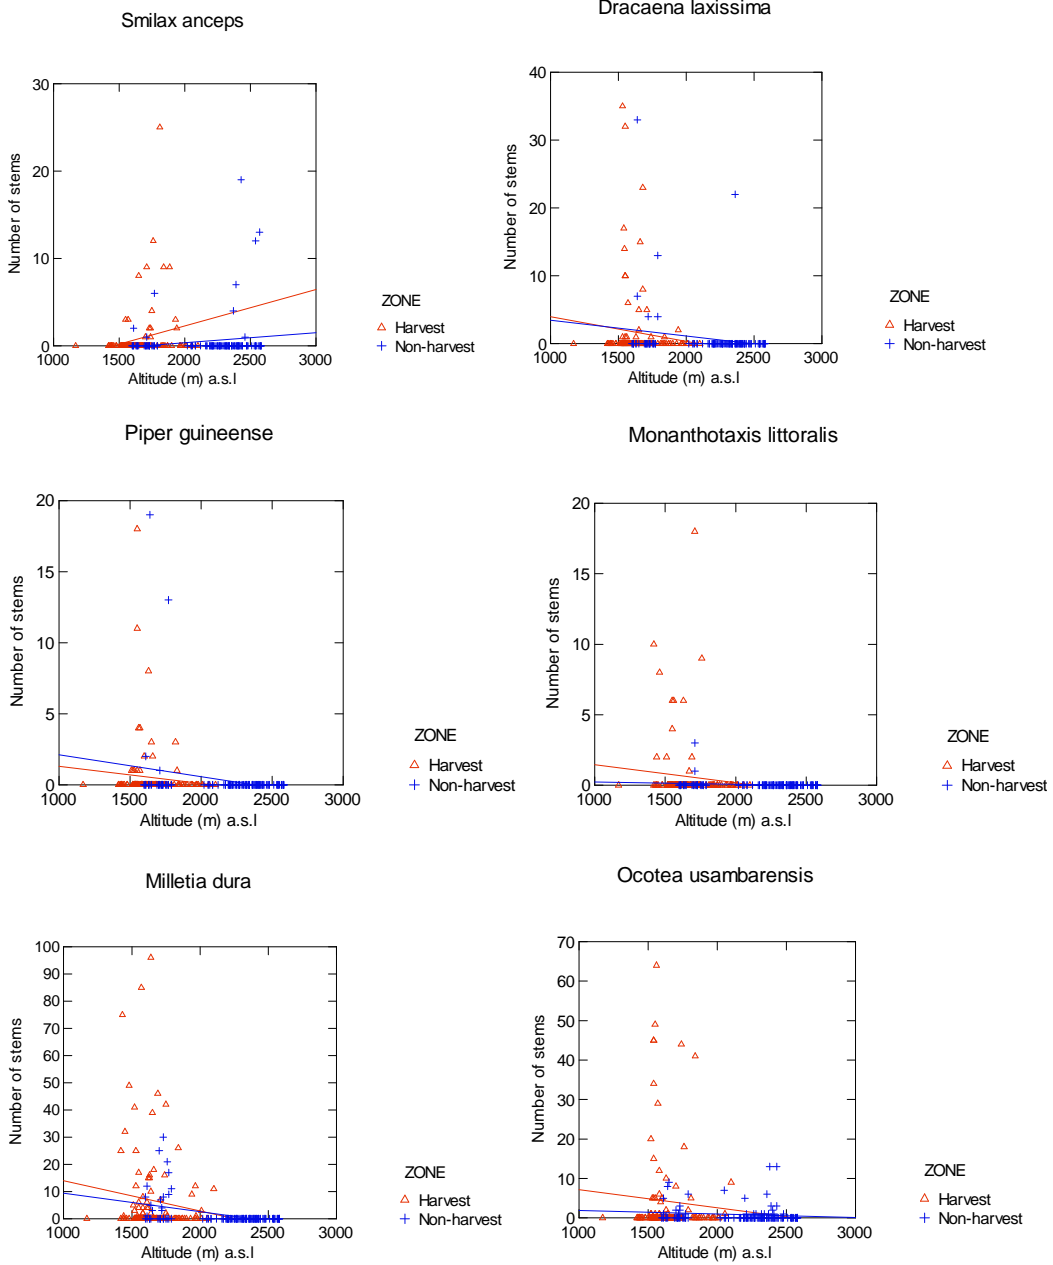 Smilax anceps
30
20
10
0
1000 1500 2000 2500 3000
Number of stems
Altitude (m) a.s.l
ZONE
Harvest
Non-harvest
Dracaena laxissima
40
30
20
10
0
1000 1500 2000 2500 3000
Number of stems
Altitude (m) a.s.l
ZONE
Harvest
Non-harvest
Piper guineense
20
15
10
5
0
1000 1500 2000 2500 3000
Number of stems
Altitude (m) a.s.l
ZONE
Harvest
Non-harvest
Monanthotaxis littoralis
20
15
10
5
0
1000 1500 2000 2500 3000
Number of stems
Altitude (m) a.s.l
ZONE
Harvest
Non-harvest
Milletia dura
100
90
80
70
60
50
40
30
20
10
0
1000 1500 2000 2500 3000
Number of stems
Altitude (m) a.s.l
ZONE
Harvest
Non-harvest
Ocotea usambarensis
70
60
50
40
30
20
10
0
1000 1500 2000 2500 3000
Number of stems
Altitude (m) a.s.l
ZONE
Harvest
Non-harvest